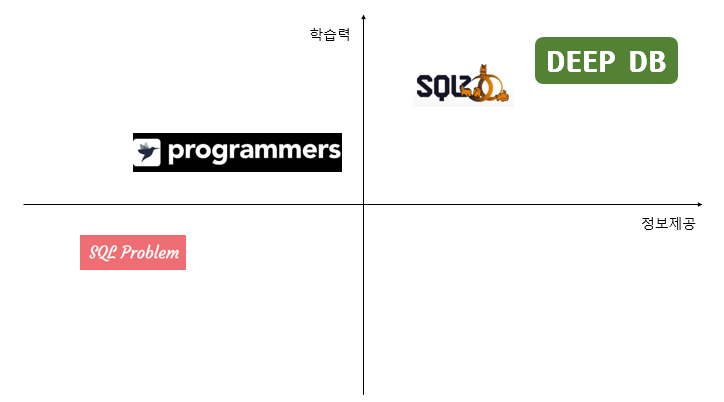 학습력
DEEP DB
SQLZOO
programmers
정보제공
SQL Problem